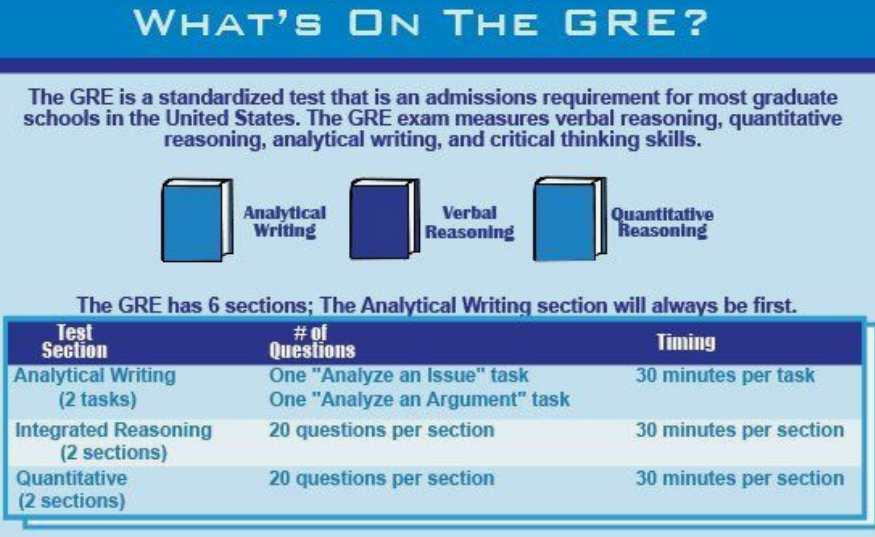 WHAT'S ON THE GRE?
The GRE is a standardized test that is an admissions requirement for most graduate
schools in the United States. The GRE exam measures verbal reasoning, quantitative
reasoning, analytical writing, and critical thinking skills.
Analytical
Writing
Verbal
Reasoning
Quantitative
Reasoning
The GRE has 6 sections; The Analytical Writing section will always be first.
Test
Section
# of
Questions
Timing
Analytical Writing
(2 tasks)
One "Analyze an Issue" task
One "Analyze an Argument" task
30 minutes per task
Integrated Reasoning
(2 sections)
20 questions per section
30 minutes per section
Quantitative
(2 sections)
20 questions per section
30 minutes per section